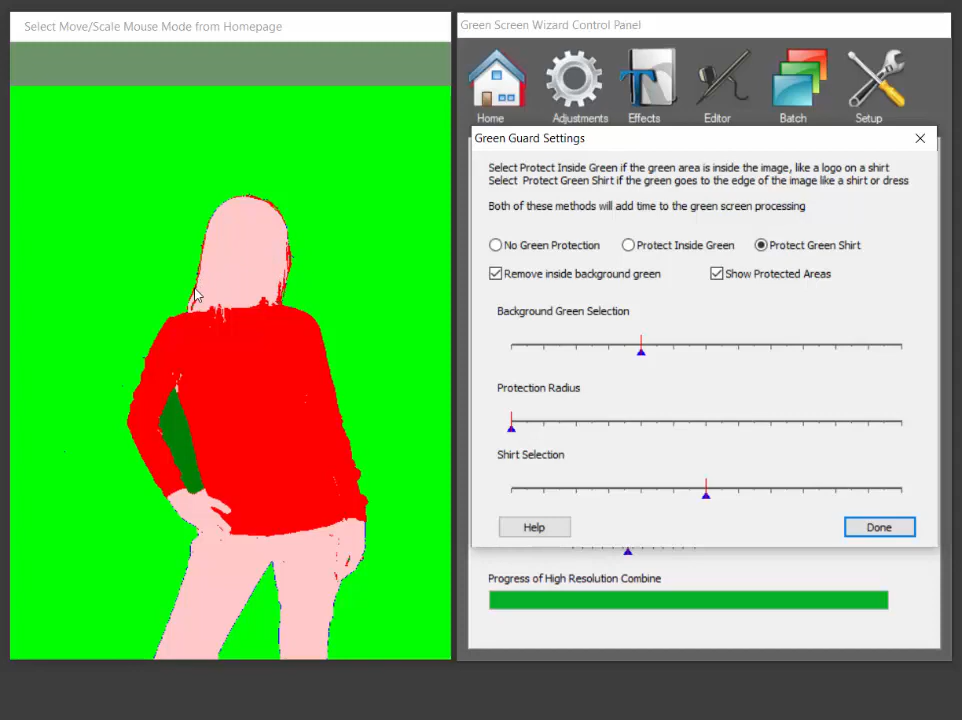 Select Move/Scale Mouse Mode from Homepage
Green Screen Wizard Control Panel
Home Adjustments Effects Editor Batch Setup
Green Guard Settings
Select Protect Inside Green if the green area is inside the image, like a logo on a shirt
Select Protect Green Shirt if the green goes to the edge of the image like a shirt or dress
Both of these methods will add time to the green screen processing
No Green Protection Protect Inside Green Protect Green Shirt
Remove inside background green Show Protected Areas
Background Green Selection
Protection Radius
Shirt Selection
Help Done
Progress of High Resolution Combine